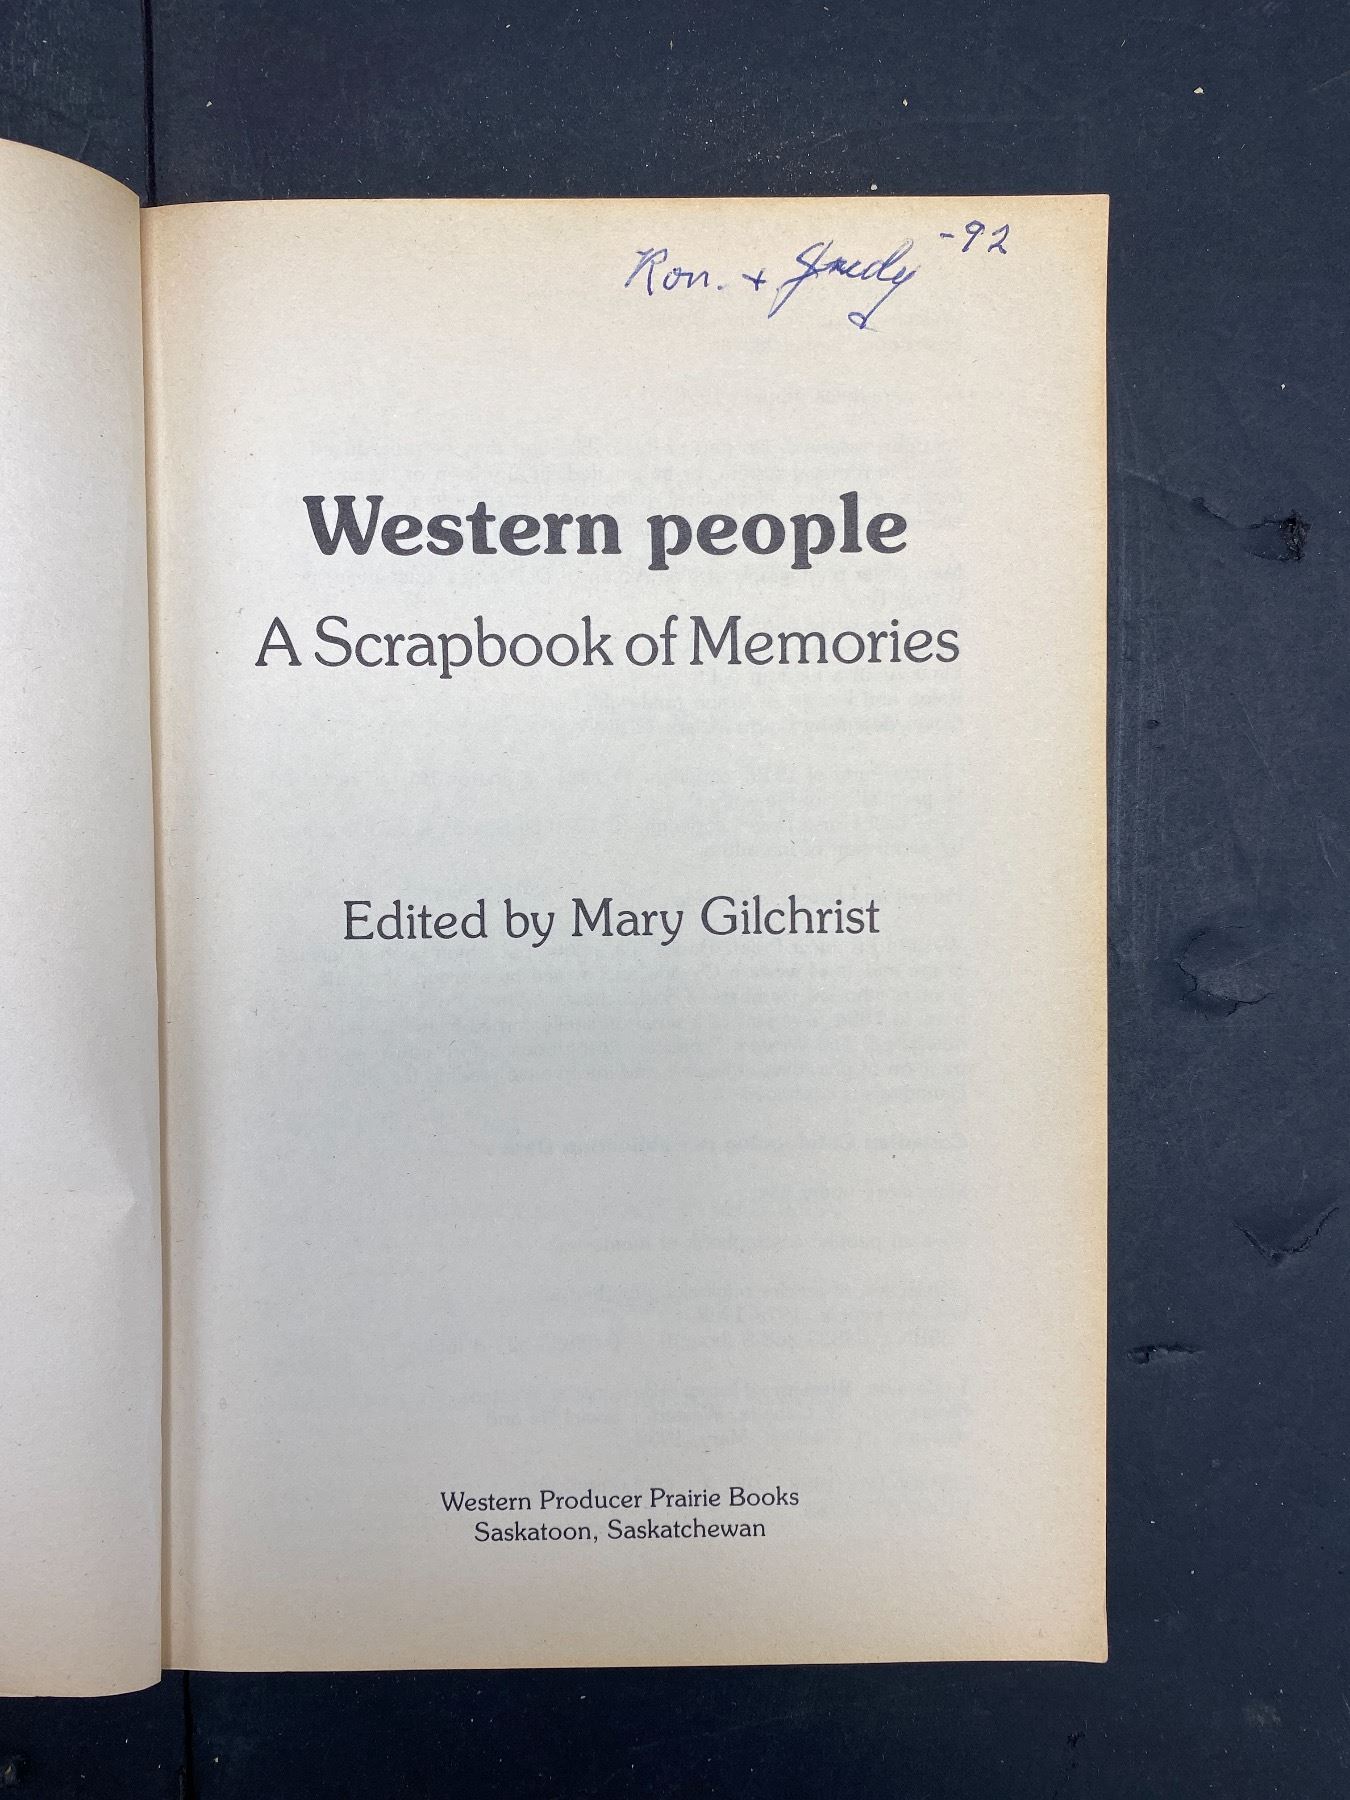 Ron. + Judy -92
Western people
A Scrapbook of Memories
Edited by Mary Gilchrist
Western Producer Prairie Books
Saskatoon, Saskatchewan